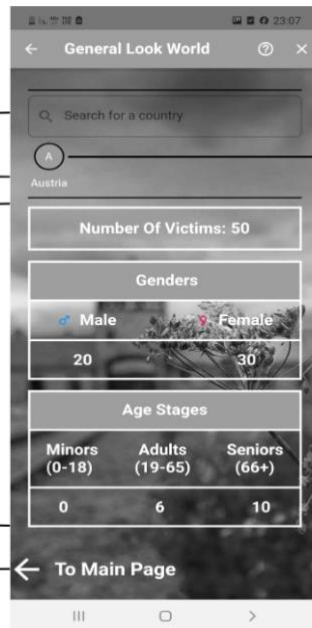 23:07
General Look World
Search for a country
A
Austria
Number Of Victims: 50
Genders
Male Female
20 30
Age Stages
Minors (0-18) Adults (19-65) Seniors (66+)
0 6 10
To Main Page